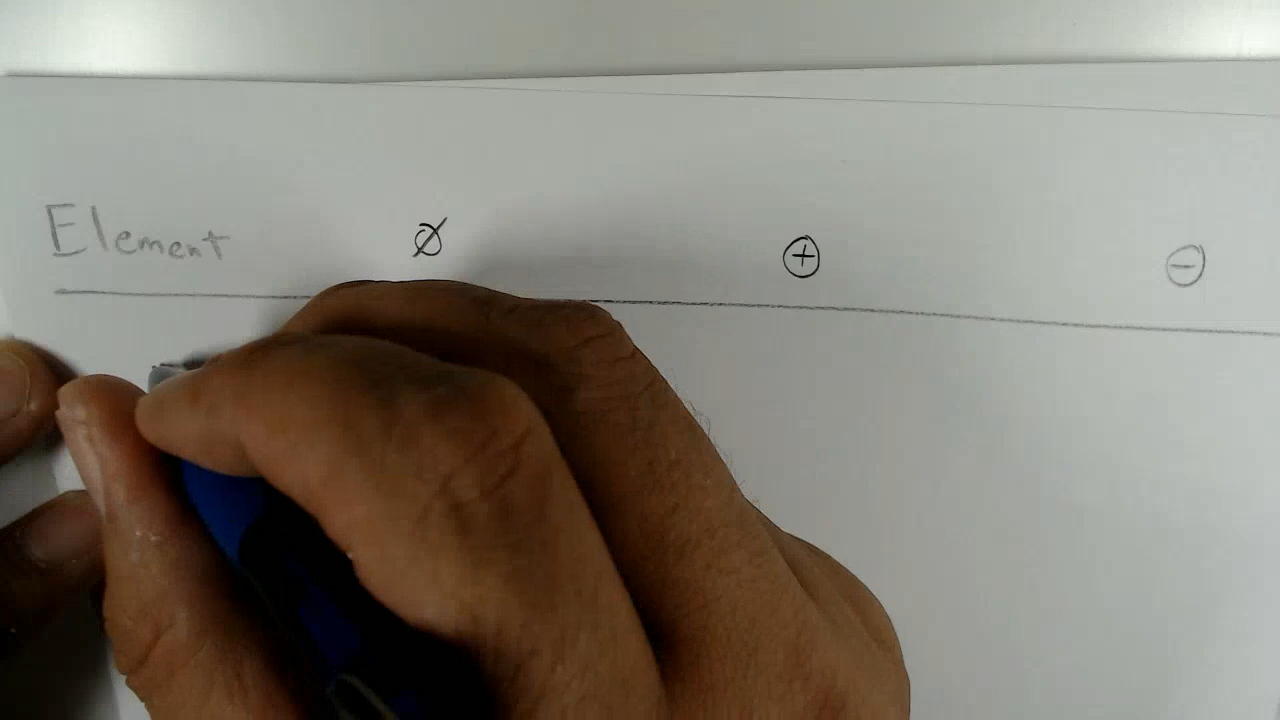 Element ∅ ⊕ ⊖